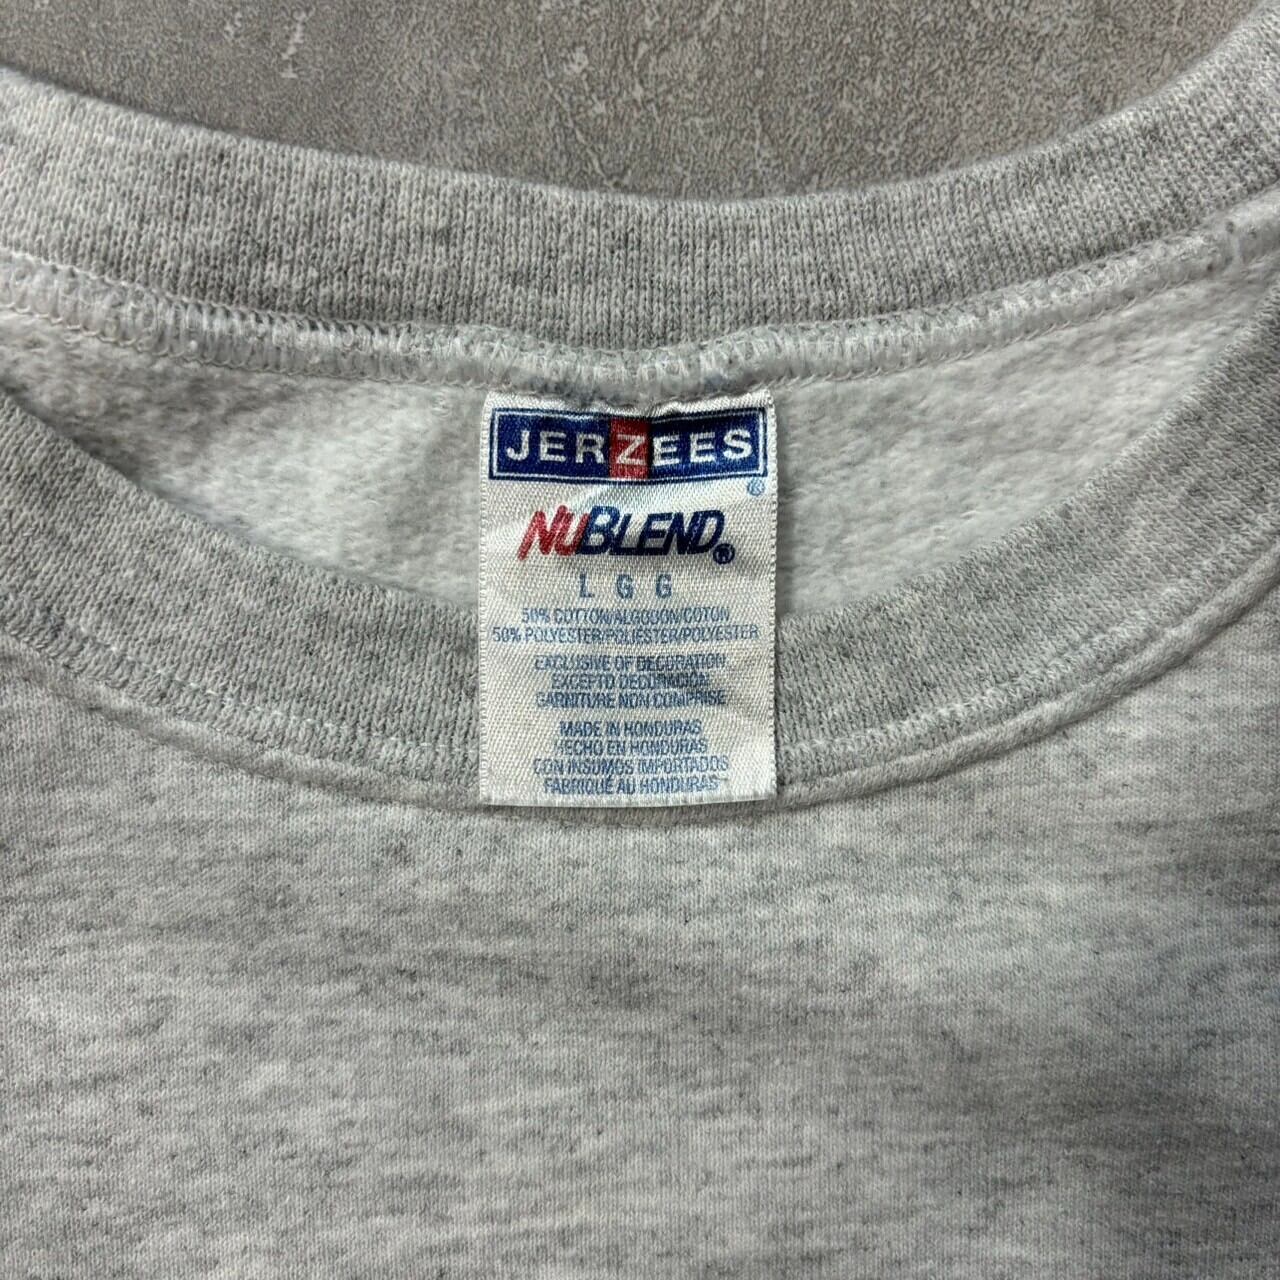 JERZEES
®
NUBLEND®
L G G
50% COTTON/ALGODON/COTON
50% POLYESTER/POLIESTER/POLYESTER
EXCLUSIVE OF DECORATION
EXCEPTO DECORACIÓN
GARNITURE NON COMPRISE
MADE IN HONDURAS
HECHO EN HONDURAS
CON INSUMOS IMPORTADOS
FABRIQUÉ AU HONDURAS